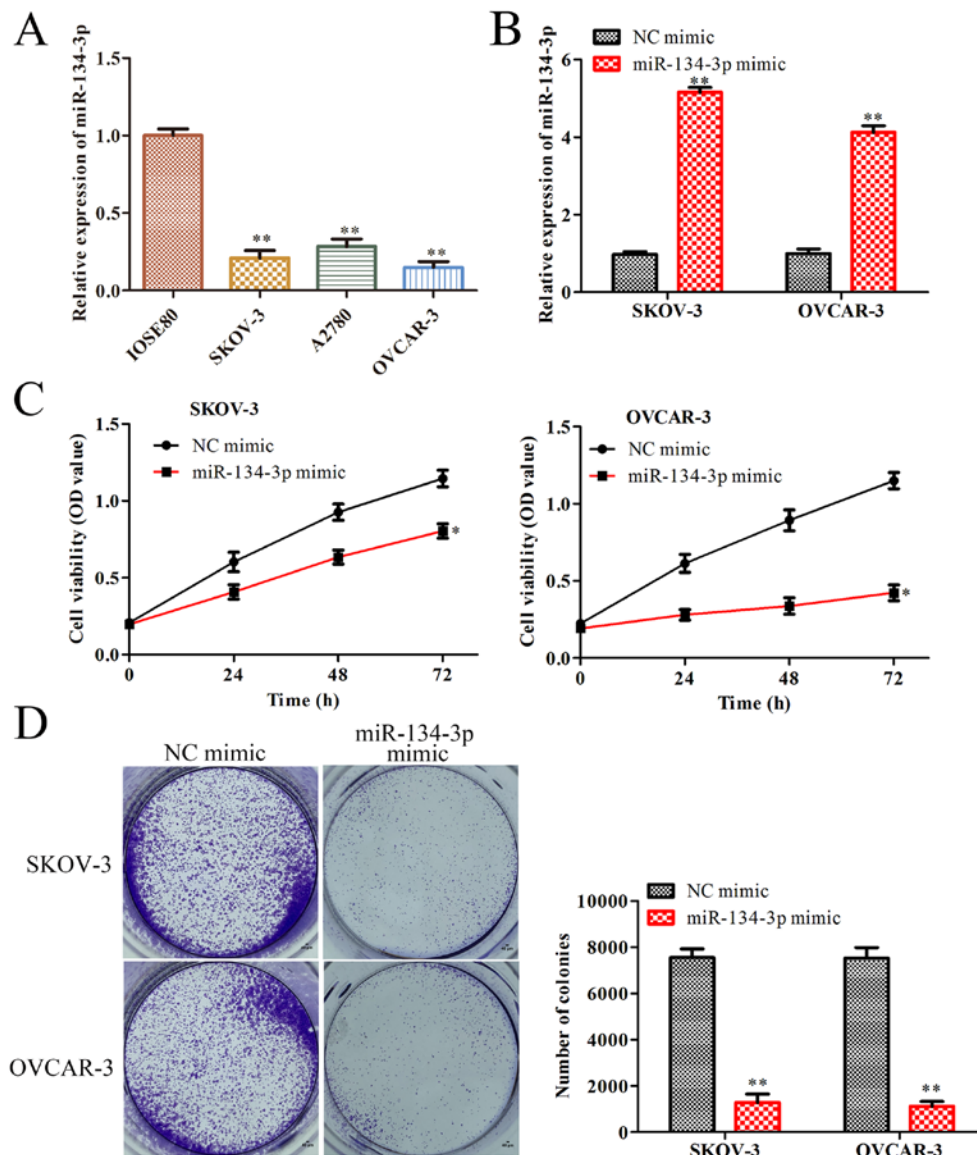 A
Relative expression of miR-134-3p
1.5
1.0
0.5
0.0
**
**
**
IOSE80
SKOV-3
A2780
OVCAR-3
B
NC mimic
miR-134-3p mimic
Relative expression of miR-134-3p
6
4
2
0
**
**
SKOV-3
OVCAR-3
C
SKOV-3
NC mimic
miR-134-3p mimic
Cell viability (OD value)
1.5
1.0
0.5
0.0
*
0
24
48
72
Time (h)
OVCAR-3
NC mimic
miR-134-3p mimic
Cell viability (OD value)
1.5
1.0
0.5
0.0
*
0
24
48
72
Time (h)
D
NC mimic
miR-134-3p
mimic
SKOV-3
OVCAR-3
NC mimic
miR-134-3p mimic
Number of colonies
10000
8000
6000
4000
2000
0
**
**
SKOV-3
OVCAR-3